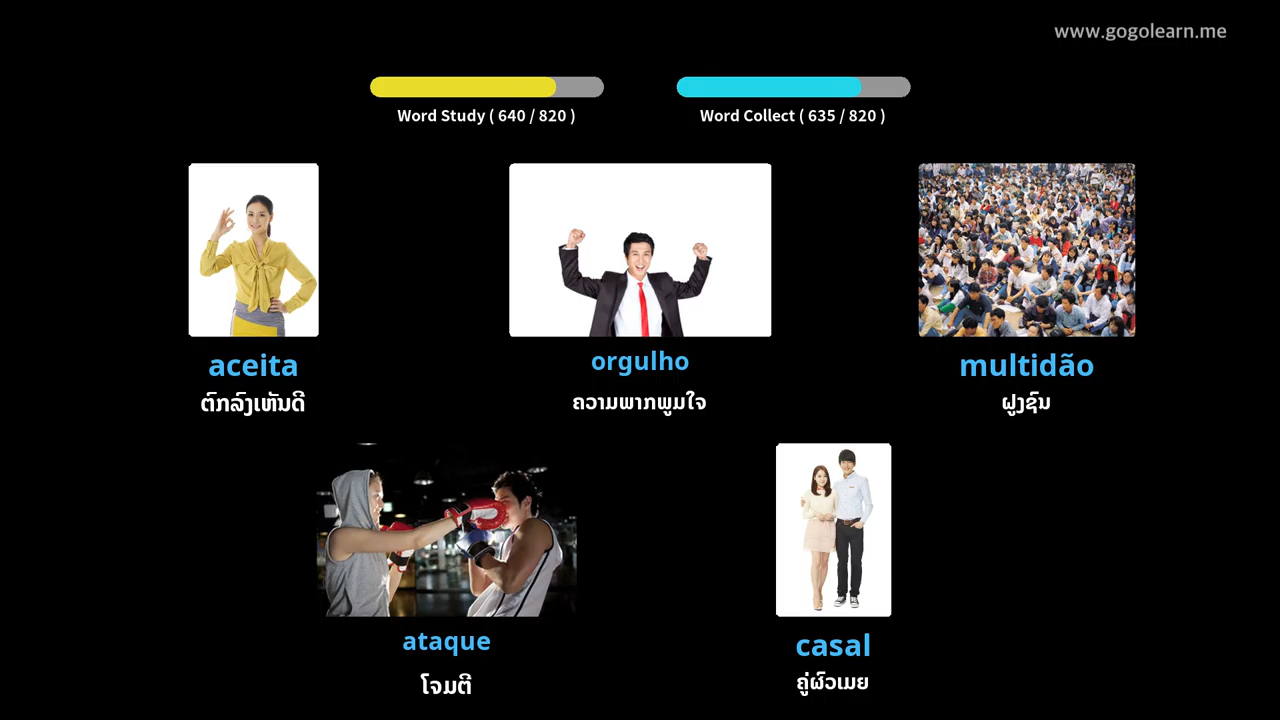 www.gogolearn.me
Word Study ( 640 / 820 )
Word Collect ( 635 / 820 )
aceita
ຕົກລົງເຫັນດີ
orgulho
ຄວາມພາກພູມໃຈ
multidão
ຝູງຊົນ
ataque
ໂຈມຕີ
casal
ຄູ່ຜົວເມຍ